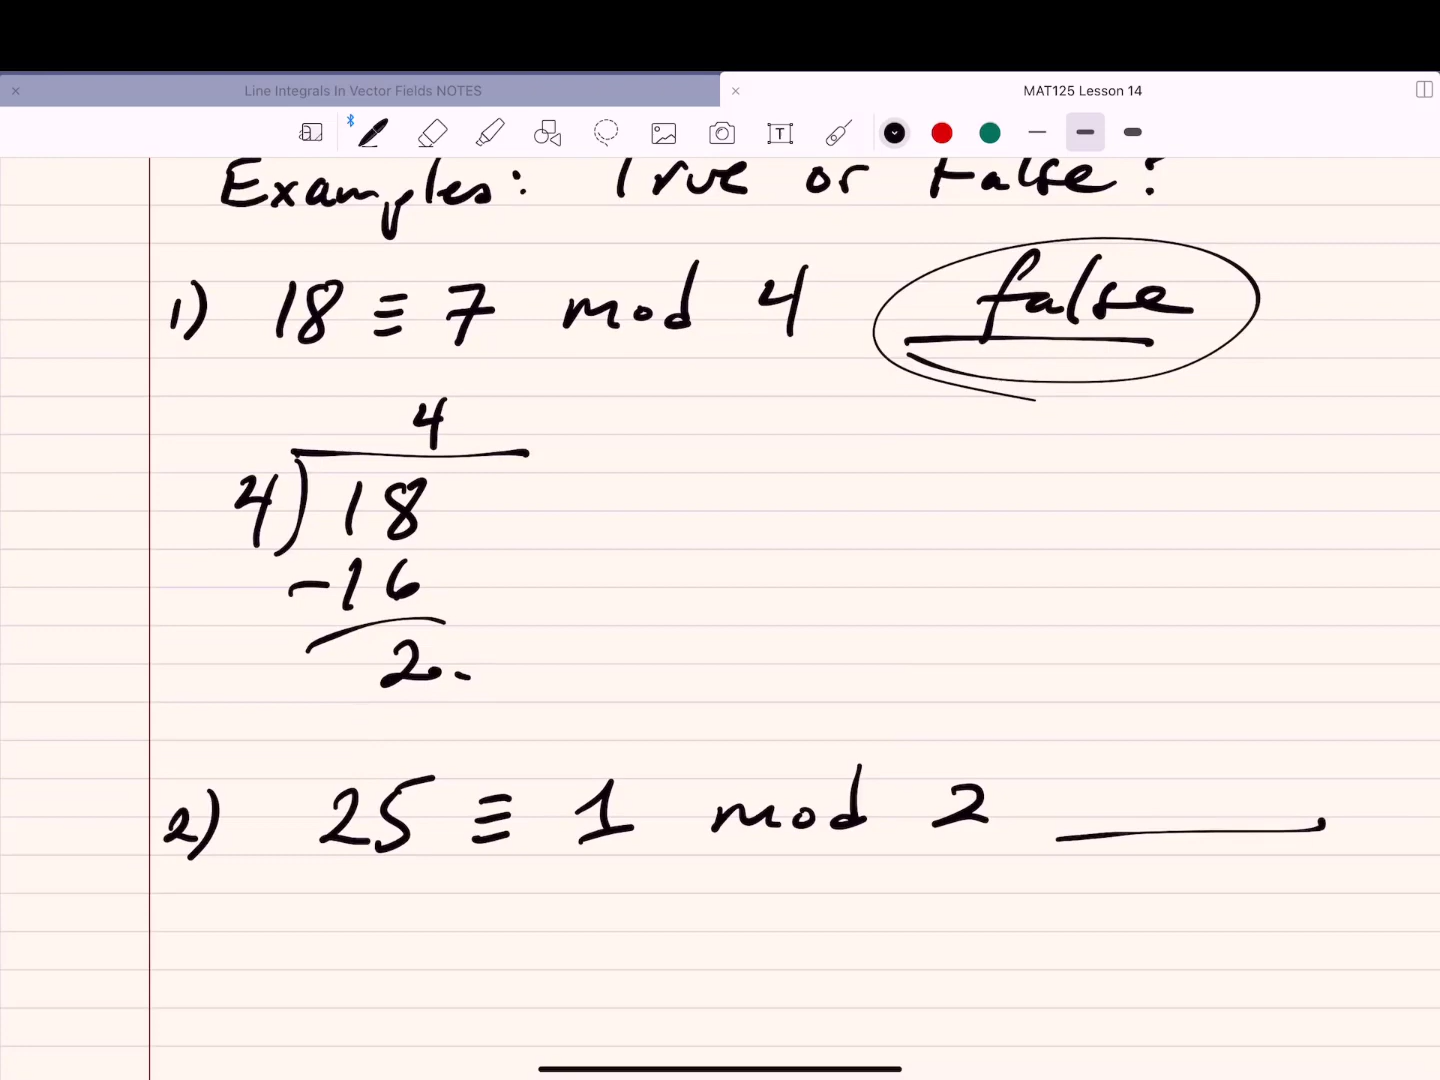 Line Integrals In Vector Fields NOTES
MAT125 Lesson 14
Examples: True or False?
1) 18 ≡ 7 mod 4 false
4
4)18
-16
2
2) 25 ≡ 1 mod 2